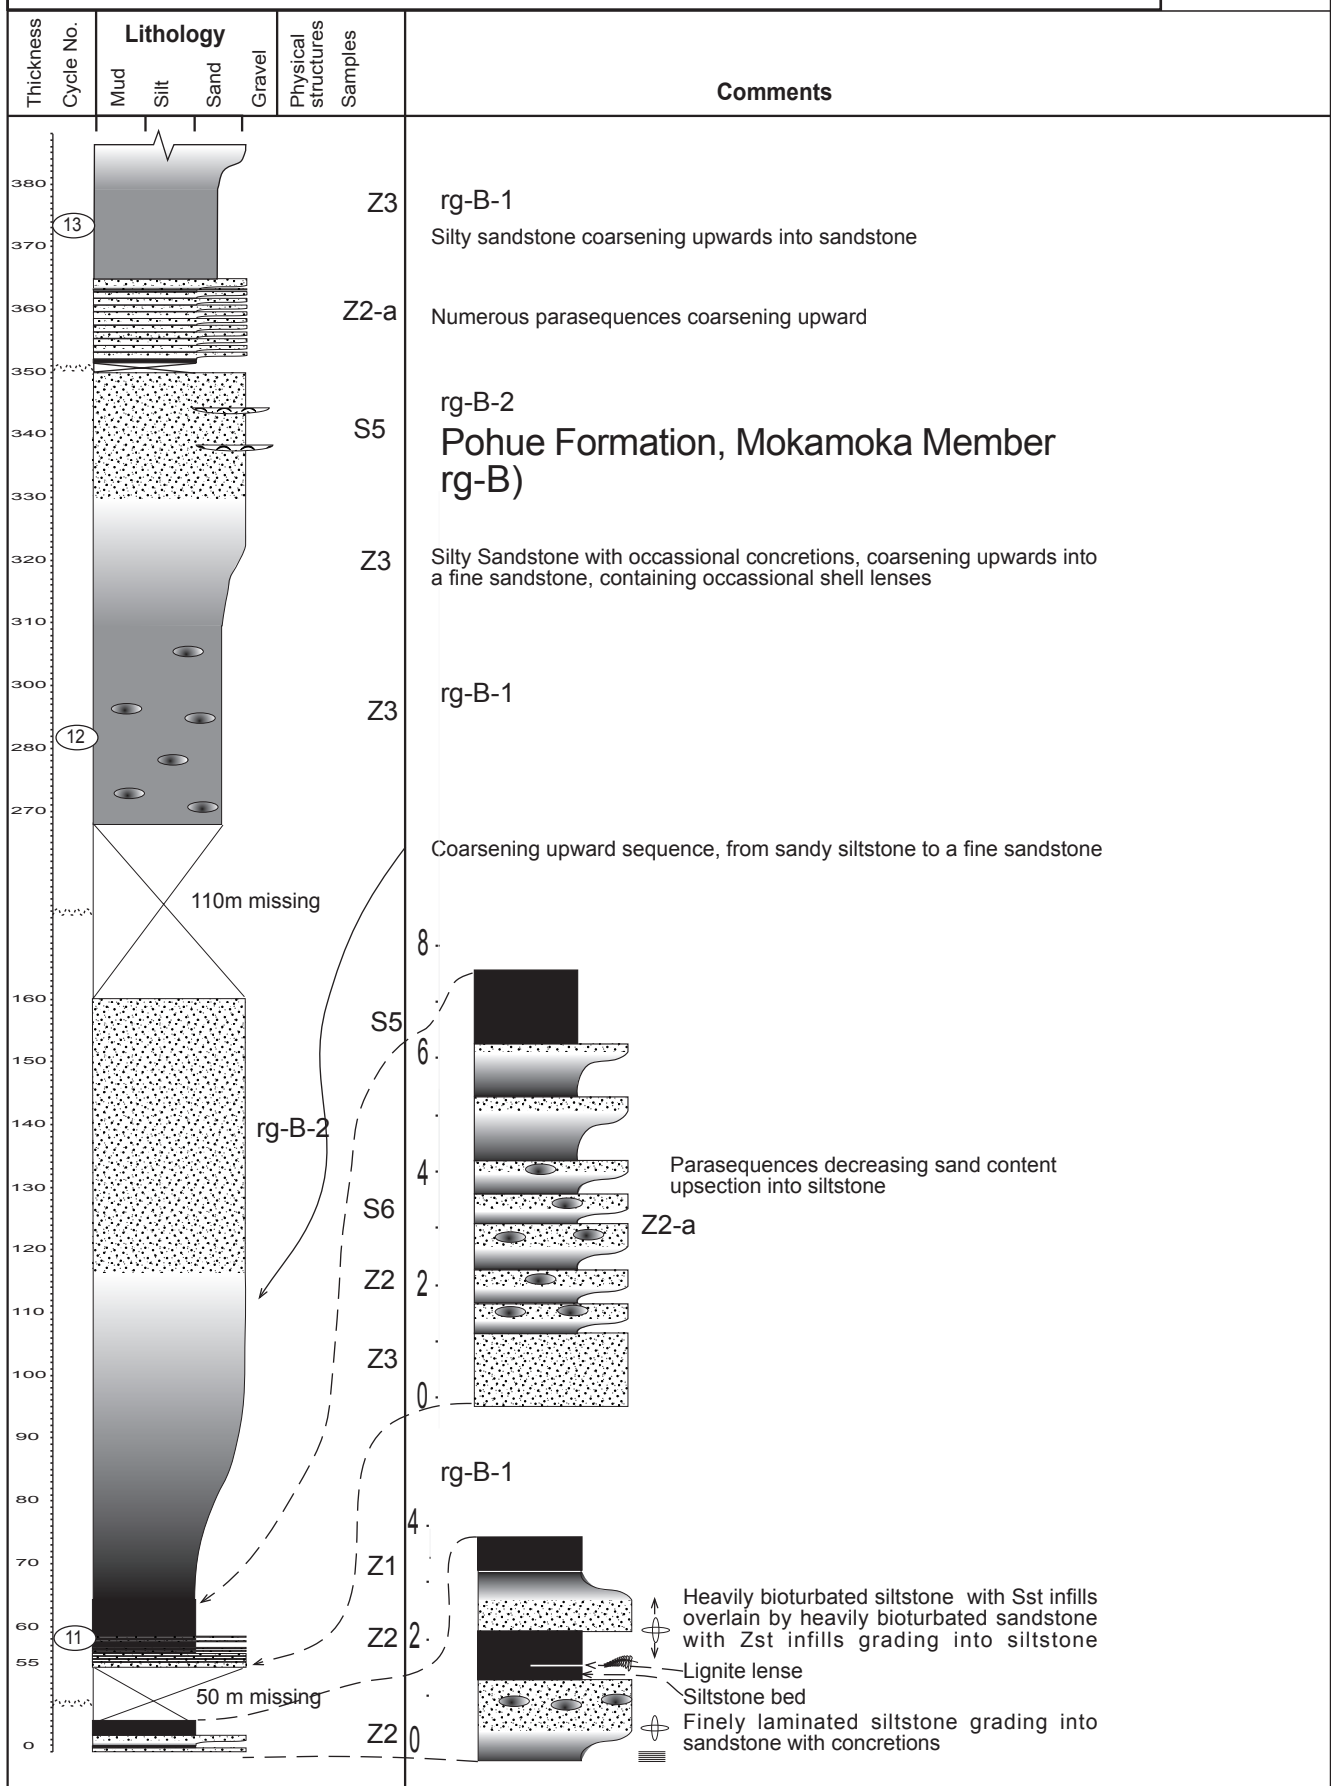 Thickness
Cycle No.
Lithology
Mud
Silt
Sand
Gravel
Physical
structures
Samples
Comments
380
13
370
360
350
340
330
320
310
300
280
12
270
110m missing
160
150
140
rg-B-2
130
120
110
100
90
80
70
60
11
55
50 m missing
0
Z3
Z2-a
S5
Z3
Z3
S5
S6
Z2
Z3
Z1
Z2
Z2
rg-B-1
Silty sandstone coarsening upwards into sandstone
Numerous parasequences coarsening upward
rg-B-2
Pohue Formation, Mokamoka Member
rg-B)
Silty Sandstone with occassional concretions, coarsening upwards into
a fine sandstone, containing occassional shell lenses
rg-B-1
Coarsening upward sequence, from sandy siltstone to a fine sandstone
8
6
4
2
0
Parasequences decreasing sand content
upsection into siltstone
Z2-a
rg-B-1
4
2
0
Heavily bioturbated siltstone with Sst infills
overlain by heavily bioturbated sandstone
with Zst infills grading into siltstone
Lignite lense
Siltstone bed
Finely laminated siltstone grading into
sandstone with concretions